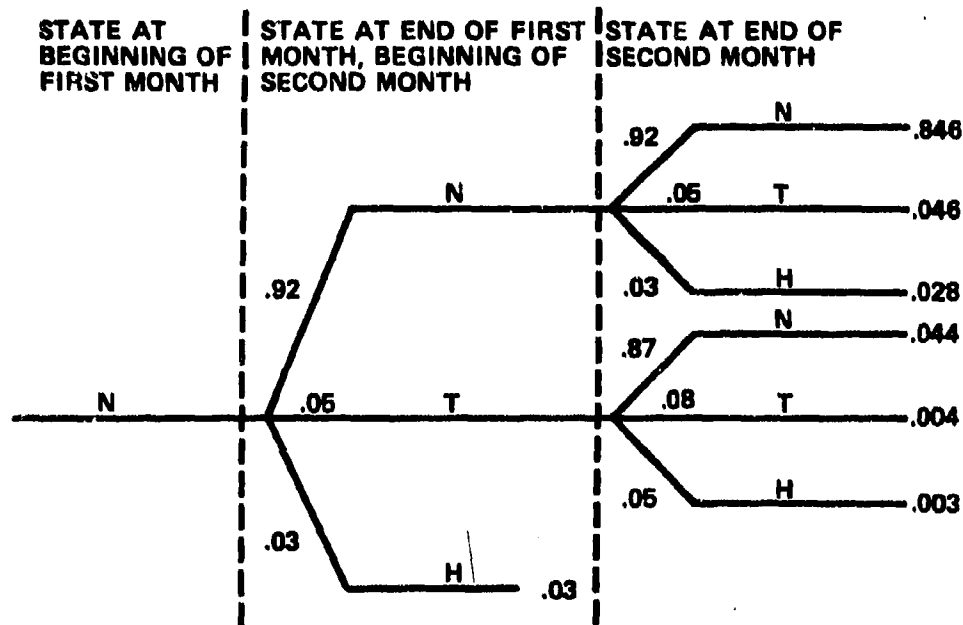 STATE AT
BEGINNING OF
FIRST MONTH
STATE AT END OF FIRST
MONTH, BEGINNING OF
SECOND MONTH
STATE AT END OF
SECOND MONTH
N
.92
N
.05
T
.03
H
.03
.92
N
.846
.05
T
.046
.03
H
.028
.87
N
.044
.08
T
.004
.05
H
.003